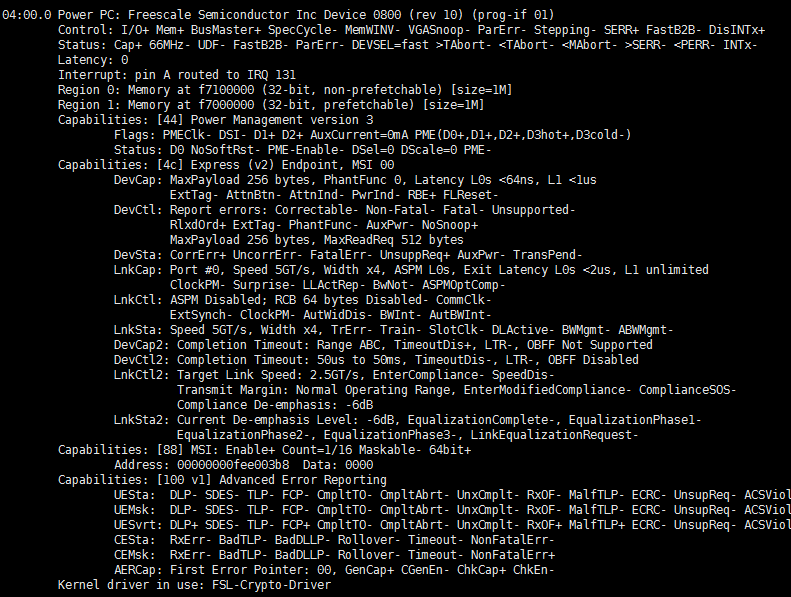 04:00.0 Power PC: Freescale Semiconductor Inc Device 0800 (rev 10) (prog-if 01)
Control: I/O+ Mem+ BusMaster+ SpecCycle- MemWINV- VGASnoop- ParErr- Stepping- SERR+ FastB2B- DisINTx+
Status: Cap+ 66MHz- UDF- FastB2B- ParErr- DEVSEL=fast >TAbort- <TAbort- <MAbort- >SERR- <PERR- INTx-
Latency: 0
Interrupt: pin A routed to IRQ 131
Region 0: Memory at f7100000 (32-bit, non-prefetchable) [size=1M]
Region 1: Memory at f7000000 (32-bit, prefetchable) [size=1M]
Capabilities: [44] Power Management version 3
Flags: PMEClk- DSI- D1+ D2+ AuxCurrent=0mA PME(D0+,D1+,D2+,D3hot+,D3cold-)
Status: D0 NoSoftRst- PME-Enable- DSel=0 DScale=0 PME-
Capabilities: [4c] Express (v2) Endpoint, MSI 00
DevCap: MaxPayload 256 bytes, PhantFunc 0, Latency L0s <64ns, L1 <1us
ExtTag- AttnBtn- AttnInd- PwrInd- RBE+ FLReset-
DevCtl: Report errors: Correctable- Non-Fatal- Fatal- Unsupported-
RlxdOrd+ ExtTag- PhantFunc- AuxPwr- NoSnoop+
MaxPayload 256 bytes, MaxReadReq 512 bytes
DevSta: CorrErr+ UncorrErr- FatalErr- UnsuppReq+ AuxPwr- TransPend-
LnkCap: Port #0, Speed 5GT/s, Width x4, ASPM L0s, Exit Latency L0s <2us, L1 unlimited
ClockPM- Surprise- LLActRep- BwNot- ASPMOptComp-
LnkCtl: ASPM Disabled; RCB 64 bytes Disabled- CommClk-
ExtSynch- ClockPM- AutWidDis- BWInt- AutBWInt-
LnkSta: Speed 5GT/s, Width x4, TrErr- Train- SlotClk- DLActive- BWMgmt- ABWMgmt-
DevCap2: Completion Timeout: Range ABC, TimeoutDis+, LTR-, OBFF Not Supported
DevCtl2: Completion Timeout: 50us to 50ms, TimeoutDis-, LTR-, OBFF Disabled
LnkCtl2: Target Link Speed: 2.5GT/s, EnterCompliance- SpeedDis-
Transmit Margin: Normal Operating Range, EnterModifiedCompliance- ComplianceSOS-
Compliance De-emphasis: -6dB
LnkSta2: Current De-emphasis Level: -6dB, EqualizationComplete-, EqualizationPhase1-
EqualizationPhase2-, EqualizationPhase3-, LinkEqualizationRequest-
Capabilities: [88] MSI: Enable+ Count=1/16 Maskable- 64bit+
Address: 00000000fee003b8 Data: 0000
Capabilities: [100 v1] Advanced Error Reporting
UESta: DLP- SDES- TLP- FCP- CmpltTO- CmpltAbrt- UnxCmplt- RxOF- MalfTLP- ECRC- UnsupReq- ACSViol
UEMsk: DLP- SDES- TLP- FCP- CmpltTO- CmpltAbrt- UnxCmplt- RxOF- MalfTLP- ECRC- UnsupReq- ACSViol
UESvrt: DLP+ SDES- TLP- FCP+ CmpltTO- CmpltAbrt- UnxCmplt- RxOF+ MalfTLP+ ECRC- UnsupReq- ACSViol
CESta: RxErr- BadTLP- BadDLLP- Rollover- Timeout- NonFatalErr-
CEMsk: RxErr- BadTLP- BadDLLP- Rollover- Timeout- NonFatalErr+
AERCap: First Error Pointer: 00, GenCap+ CGenEn- ChkCap+ ChkEn-
Kernel driver in use: FSL-Crypto-Driver